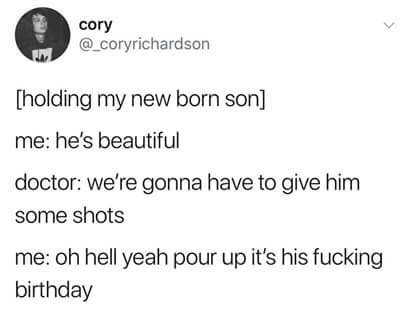 cory
@_coryrichardson
[holding my new born son]
me: he's beautiful
doctor: we're gonna have to give him
some shots
me: oh hell yeah pour up it's his fucking
birthday